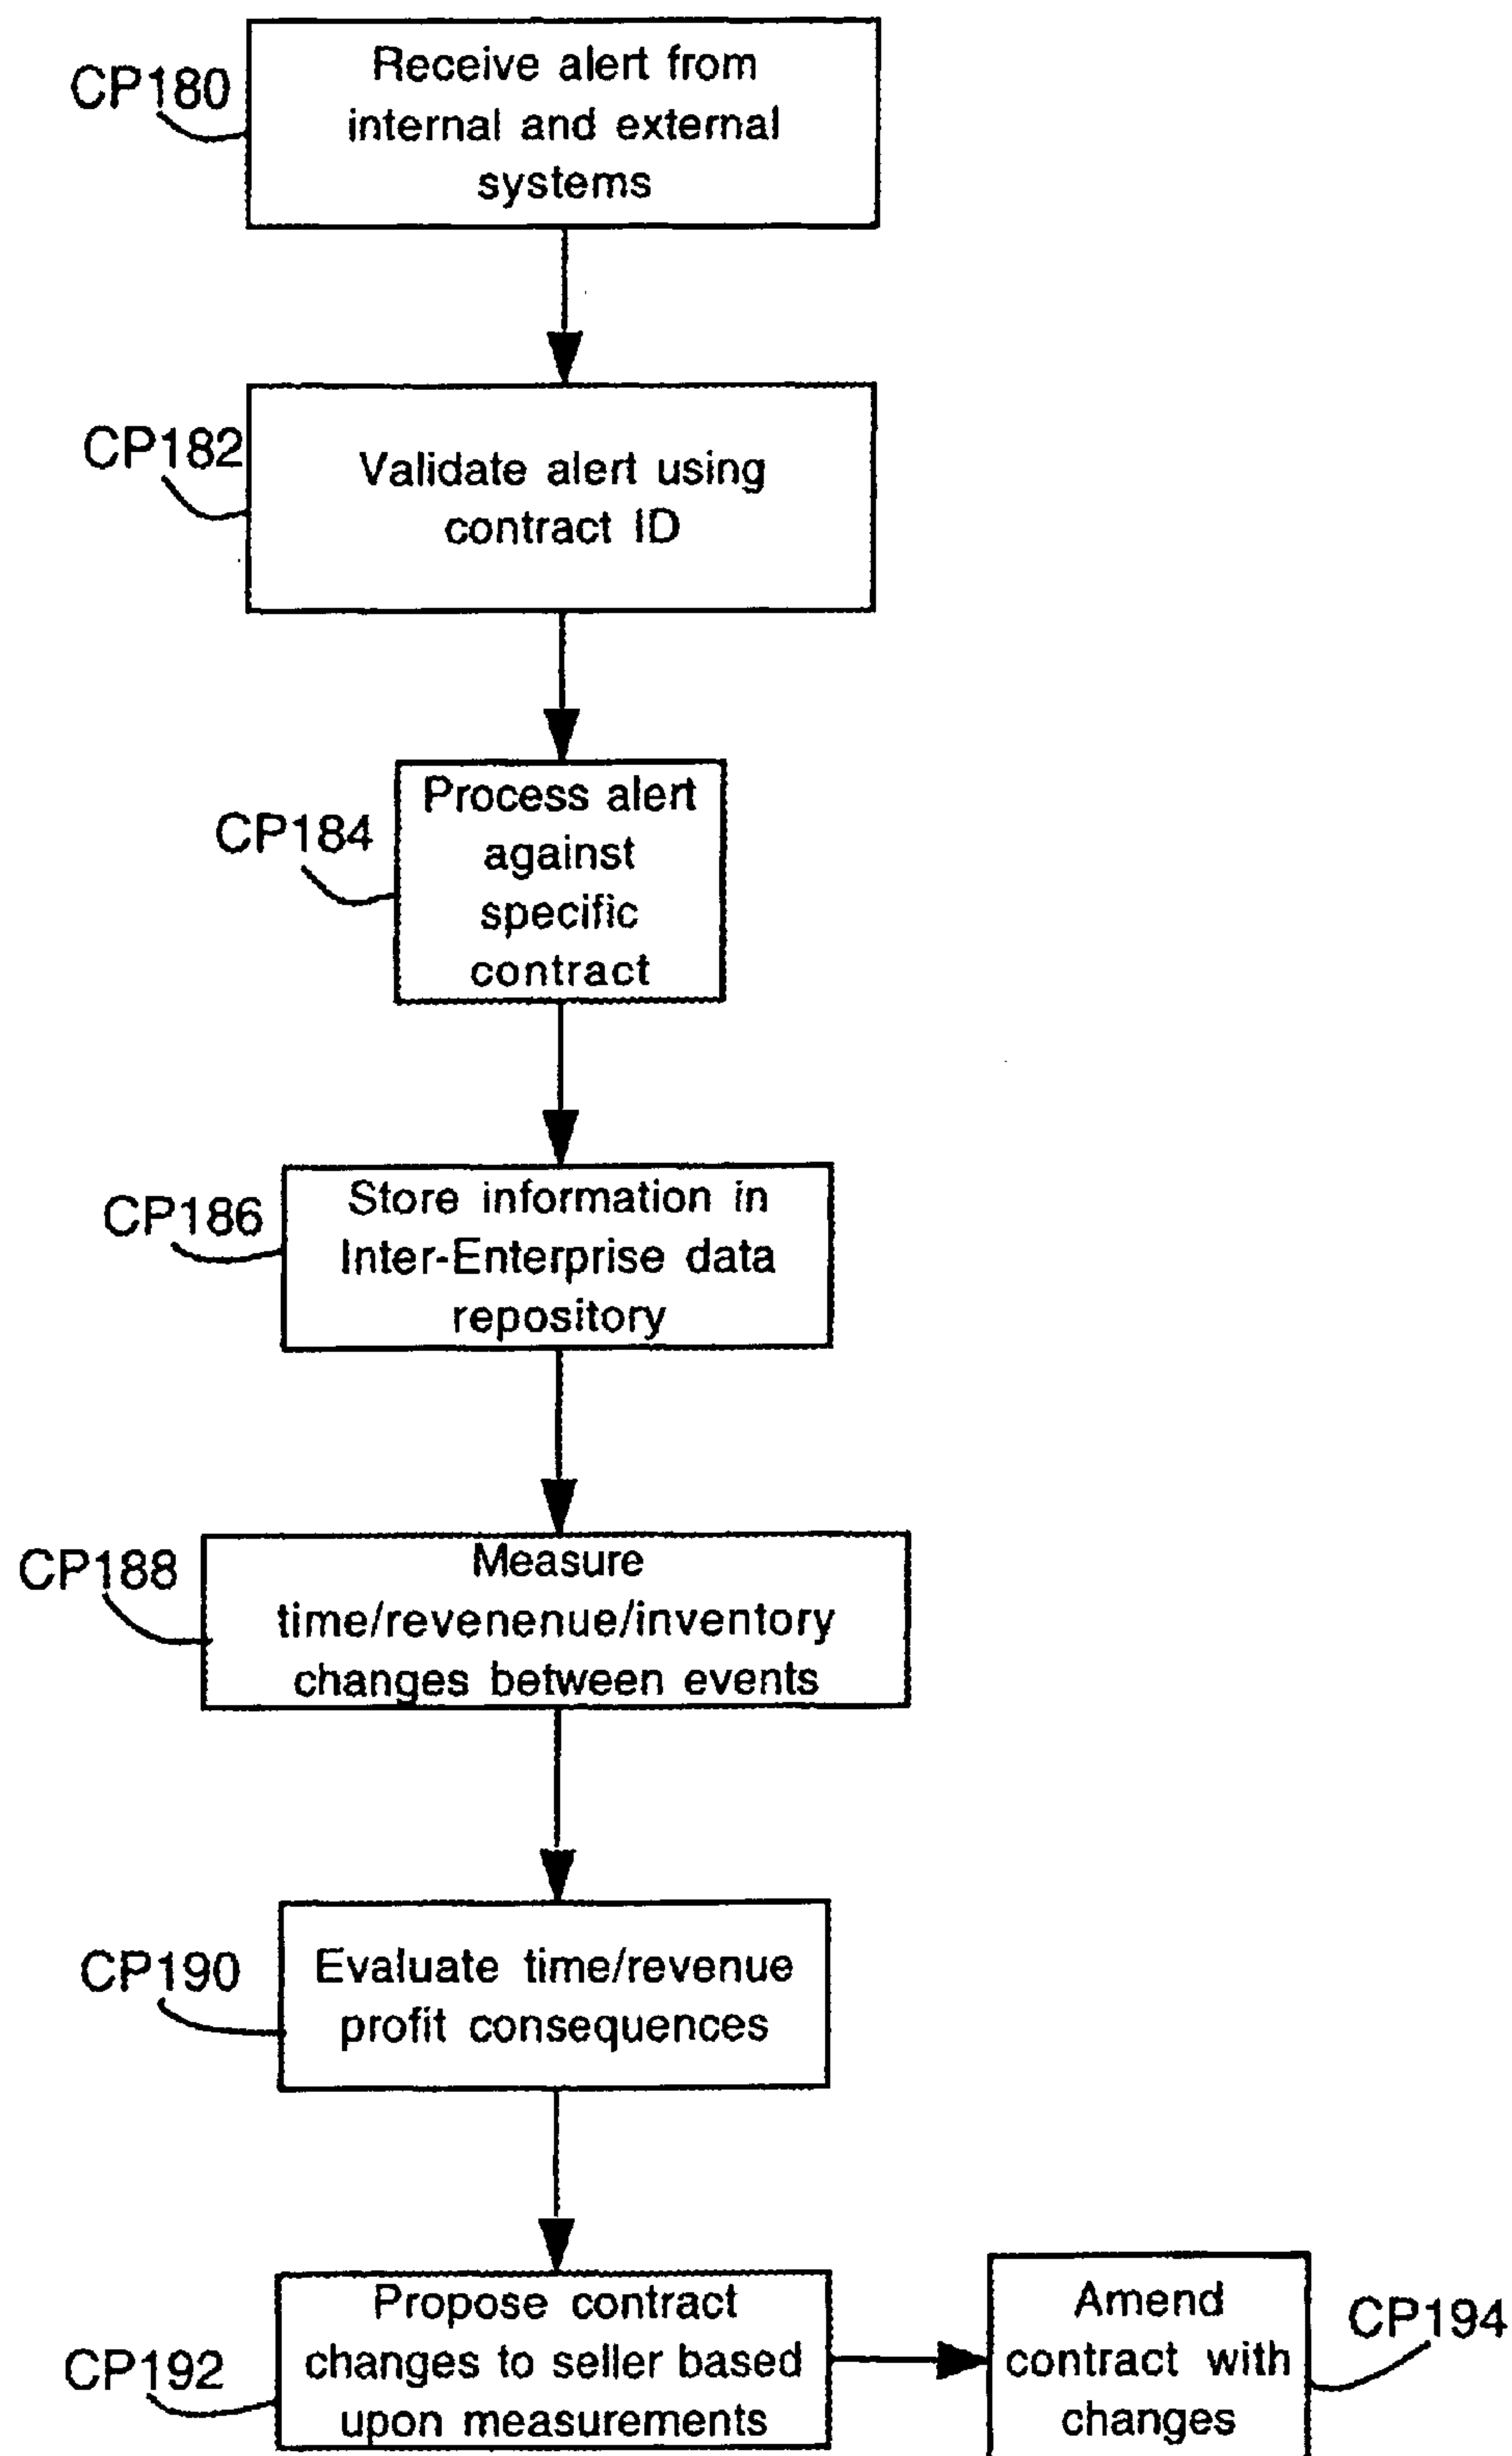 CP180
Receive alert from
internal and external
systems
CP182
Validate alert using
contract ID
CP184
Process alert
against
specific
contract
CP186
Store information in
Inter-Enterprise data
repository
CP188
Measure
time/revenenue/inventory
changes between events
CP190
Evaluate time/revenue
profit consequences
CP192
Propose contract
changes to seller based
upon measurements
Amend
contract with
changes
CP194